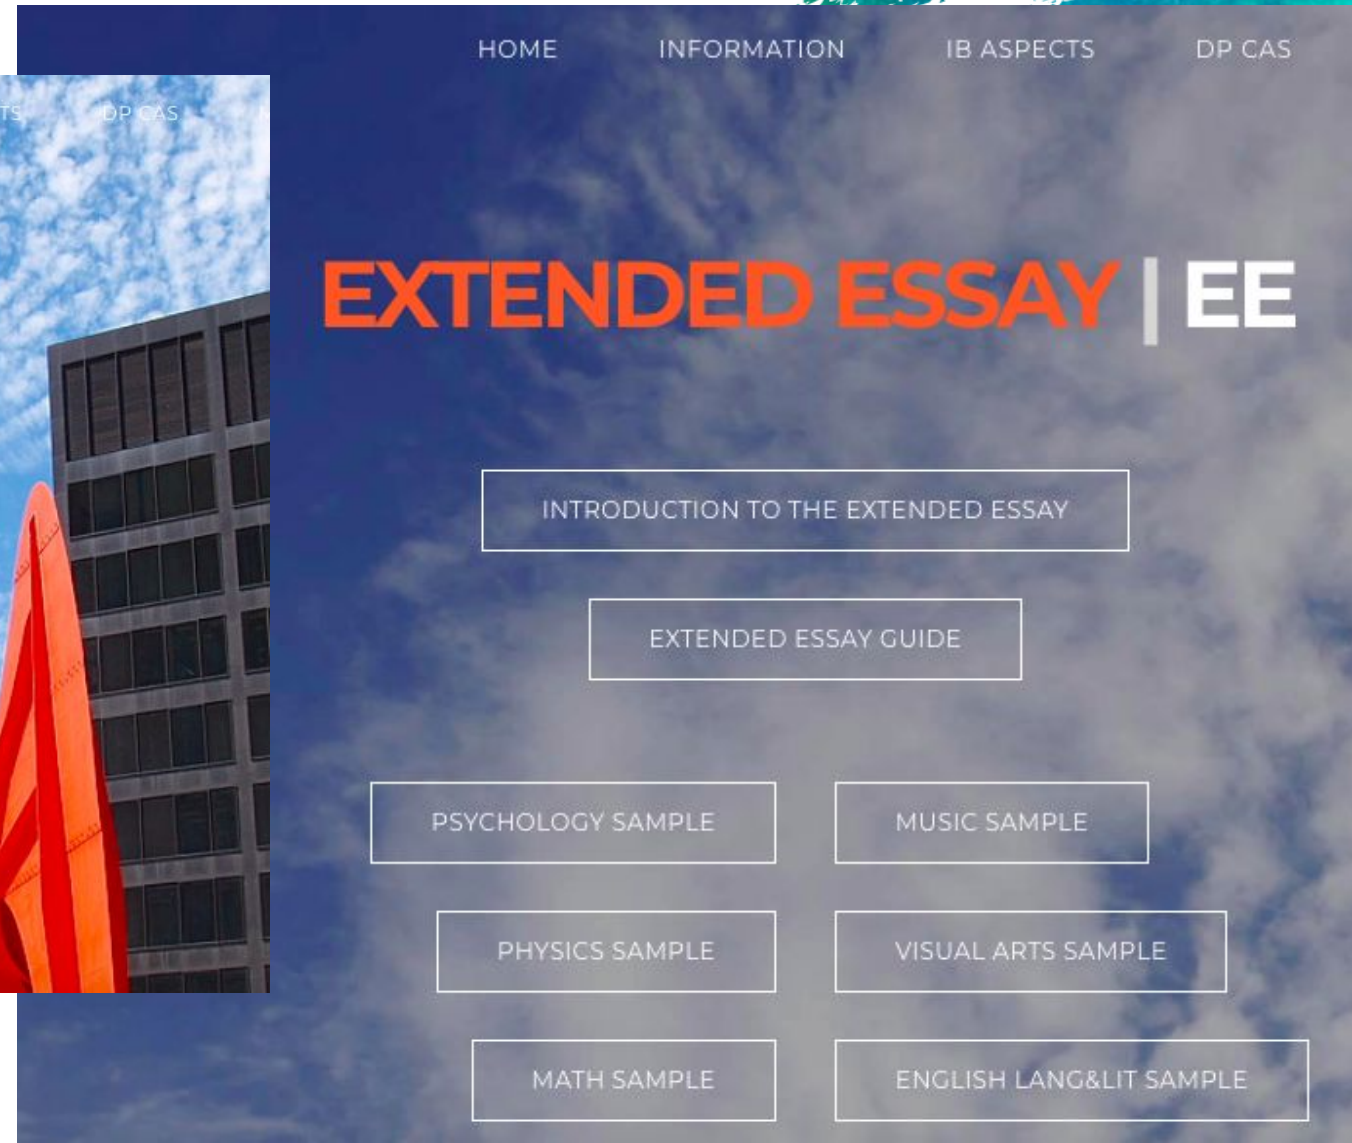 HOME INFORMATION IB ASPECTS DP CAS
TS DP CAS
EXTENDED ESSAY | EE
INTRODUCTION TO THE EXTENDED ESSAY
EXTENDED ESSAY GUIDE
PSYCHOLOGY SAMPLE MUSIC SAMPLE
PHYSICS SAMPLE VISUAL ARTS SAMPLE
MATH SAMPLE ENGLISH LANG&LIT SAMPLE